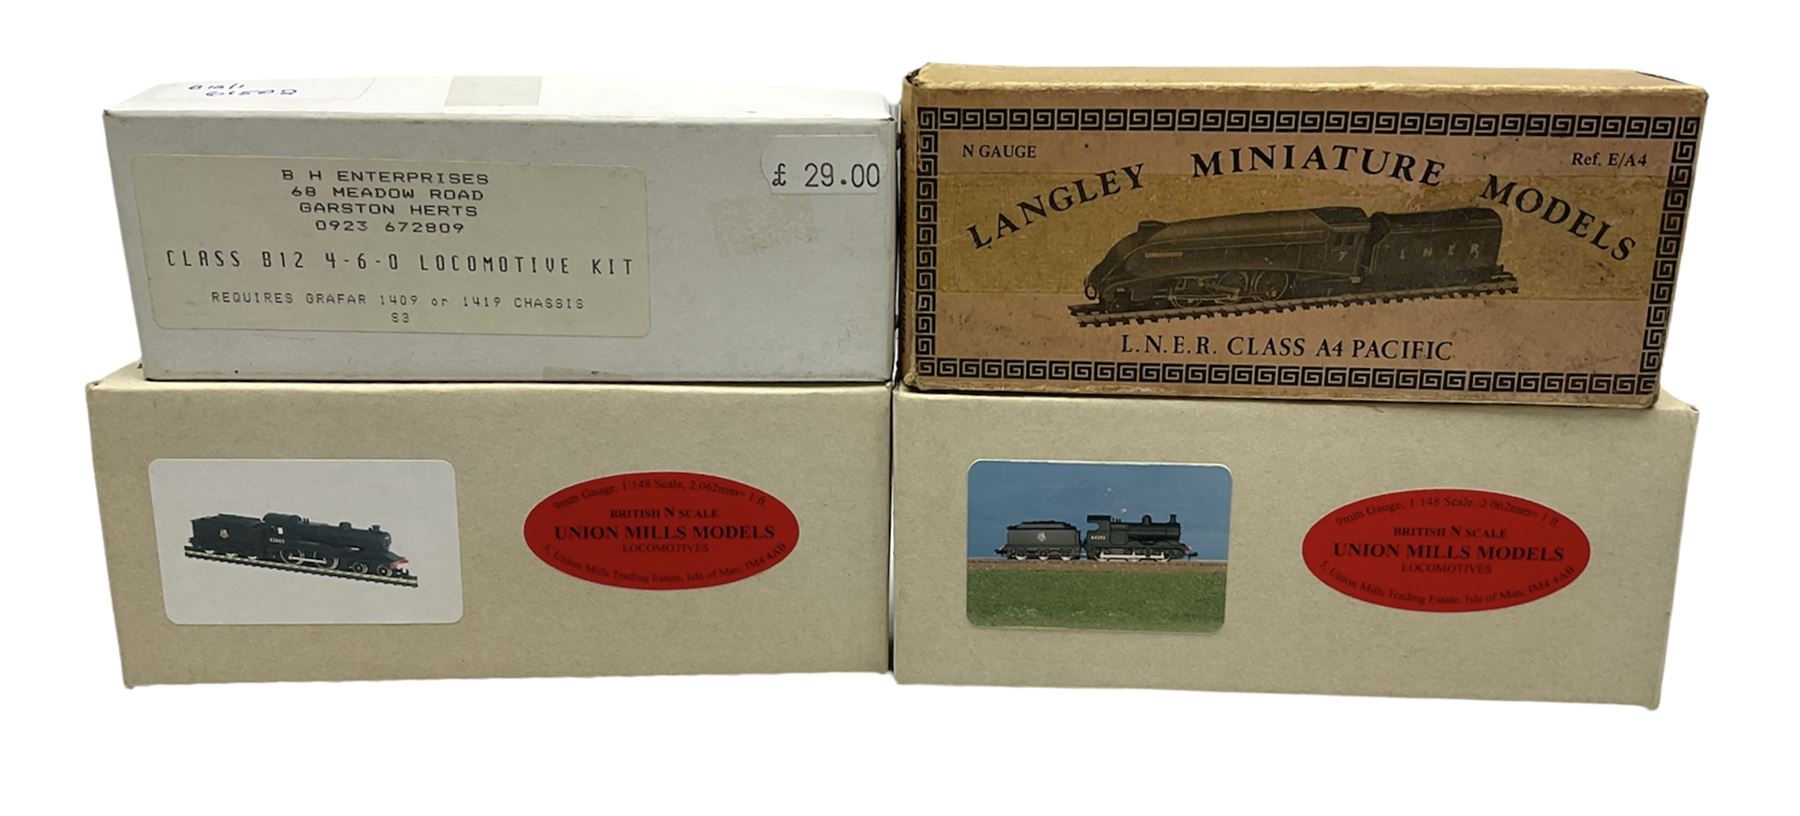 B H ENTERPRISES
68 MEADOW ROAD
GARSTON HERTS
0923 672809
CLASS B12 4-6-0 LOCOMOTIVE KIT
REQUIRES GRAFAR 1409 or 1419 CHASSIS
S3
£ 29.00
N GAUGE
Ref. E/A4
LANGLEY MINIATURE MODELS
7
L N E R
L.N.E.R. CLASS A4 PACIFIC
9mm Gauge, 1:148 Scale, 2.062mm= 1 ft.
BRITISH N SCALE
UNION MILLS MODELS
LOCOMOTIVES
5, Union Mills Trading Estate, Isle of Man, IM4 4AB
9mm Gauge, 1:148 Scale, 2.062mm= 1 ft.
BRITISH N SCALE
UNION MILLS MODELS
LOCOMOTIVES
5, Union Mills Trading Estate, Isle of Man, IM4 4AB